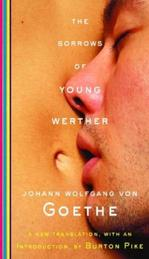 THE
SORROWS
OF
YOUNG
WERTHER
JOHANN WOLFGANG VON
GOETHE
A NEW TRANSLATION, WITH AN
INTRODUCTION, BY BURTON PIKE